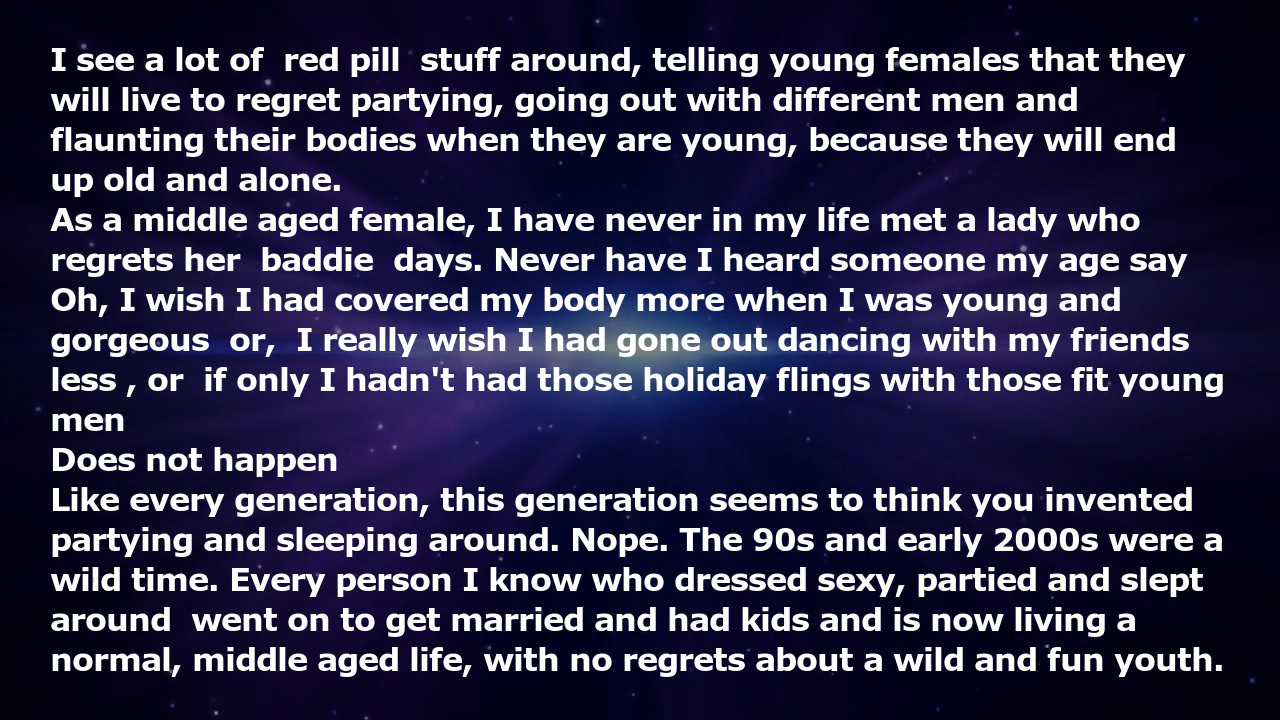 I see a lot of  red pill  stuff around, telling young females that they
will live to regret partying, going out with different men and
flaunting their bodies when they are young, because they will end
up old and alone.
As a middle aged female, I have never in my life met a lady who
regrets her  baddie  days. Never have I heard someone my age say
Oh, I wish I had covered my body more when I was young and
gorgeous  or,  I really wish I had gone out dancing with my friends
less , or  if only I hadn't had those holiday flings with those fit young
men
Does not happen
Like every generation, this generation seems to think you invented
partying and sleeping around. Nope. The 90s and early 2000s were a
wild time. Every person I know who dressed sexy, partied and slept
around  went on to get married and had kids and is now living a
normal, middle aged life, with no regrets about a wild and fun youth.